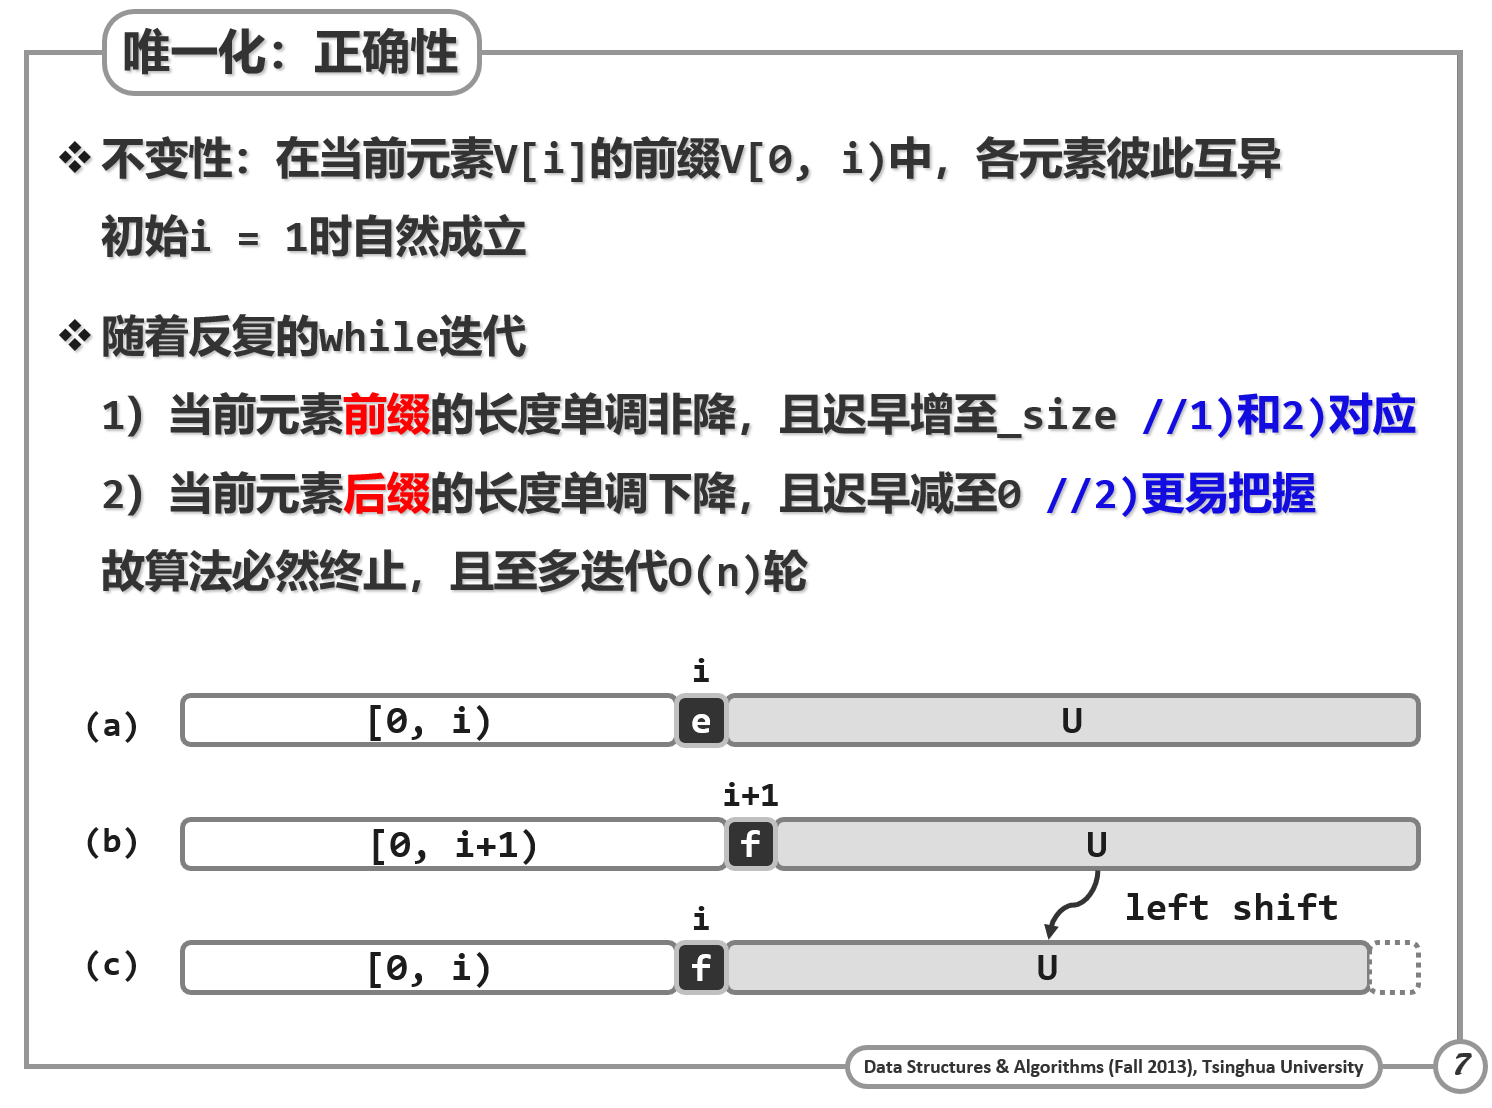 唯一化：正确性
❖ 不变性：在当前元素V[i]的前缀V[0, i)中，各元素彼此互异
初始i = 1时自然成立
❖ 随着反复的while迭代
1) 当前元素前缀的长度单调非降，且迟早增至_size //1)和2)对应
2) 当前元素后缀的长度单调下降，且迟早减至0 //2)更易把握
故算法必然终止，且至多迭代O(n)轮
i
(a) [0, i) e U
i+1
(b) [0, i+1) f U
left shift
i
(c) [0, i) f U
Data Structures & Algorithms (Fall 2013), Tsinghua University
7